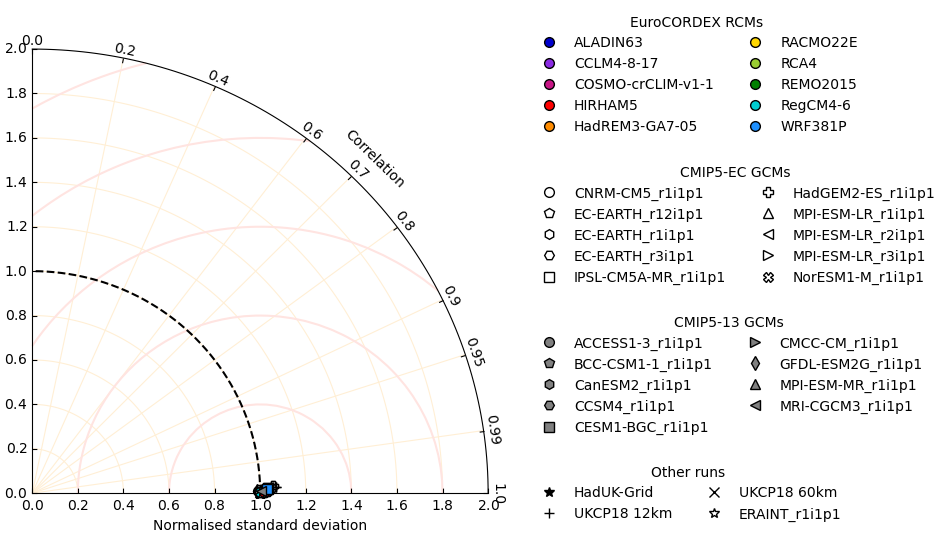 0.0
0.2
0.4
0.6
Correlation
0.7
0.8
0.9
0.95
0.99
1.0
2.0
1.8
1.6
1.4
1.2
1.0
0.8
0.6
0.4
0.2
0.0
0.0 0.2 0.4 0.6 0.8 1.0 1.2 1.4 1.6 1.8 2.0
Normalised standard deviation
EuroCORDEX RCMs
ALADIN63 RACMO22E
CCLM4-8-17 RCA4
COSMO-crCLIM-v1-1 REMO2015
HIRHAM5 RegCM4-6
HadREM3-GA7-05 WRF381P
CMIP5-EC GCMs
CNRM-CM5_r1i1p1 HadGEM2-ES_r1i1p1
EC-EARTH_r12i1p1 MPI-ESM-LR_r1i1p1
EC-EARTH_r1i1p1 MPI-ESM-LR_r2i1p1
EC-EARTH_r3i1p1 MPI-ESM-LR_r3i1p1
IPSL-CM5A-MR_r1i1p1 NorESM1-M_r1i1p1
CMIP5-13 GCMs
ACCESS1-3_r1i1p1 CMCC-CM_r1i1p1
BCC-CSM1-1_r1i1p1 GFDL-ESM2G_r1i1p1
CanESM2_r1i1p1 MPI-ESM-MR_r1i1p1
CCSM4_r1i1p1 MRI-CGCM3_r1i1p1
CESM1-BGC_r1i1p1
Other runs
HadUK-Grid UKCP18 60km
UKCP18 12km ERAINT_r1i1p1